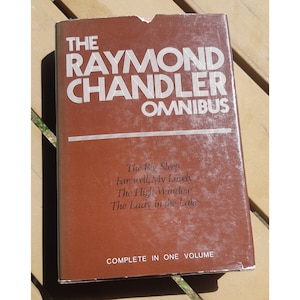 THE
RAYMOND
CHANDLER
OMNIBUS
The Big Sleep
Farewell, My Lovely
The High Window
The Lady in the Lake
COMPLETE IN ONE VOLUME